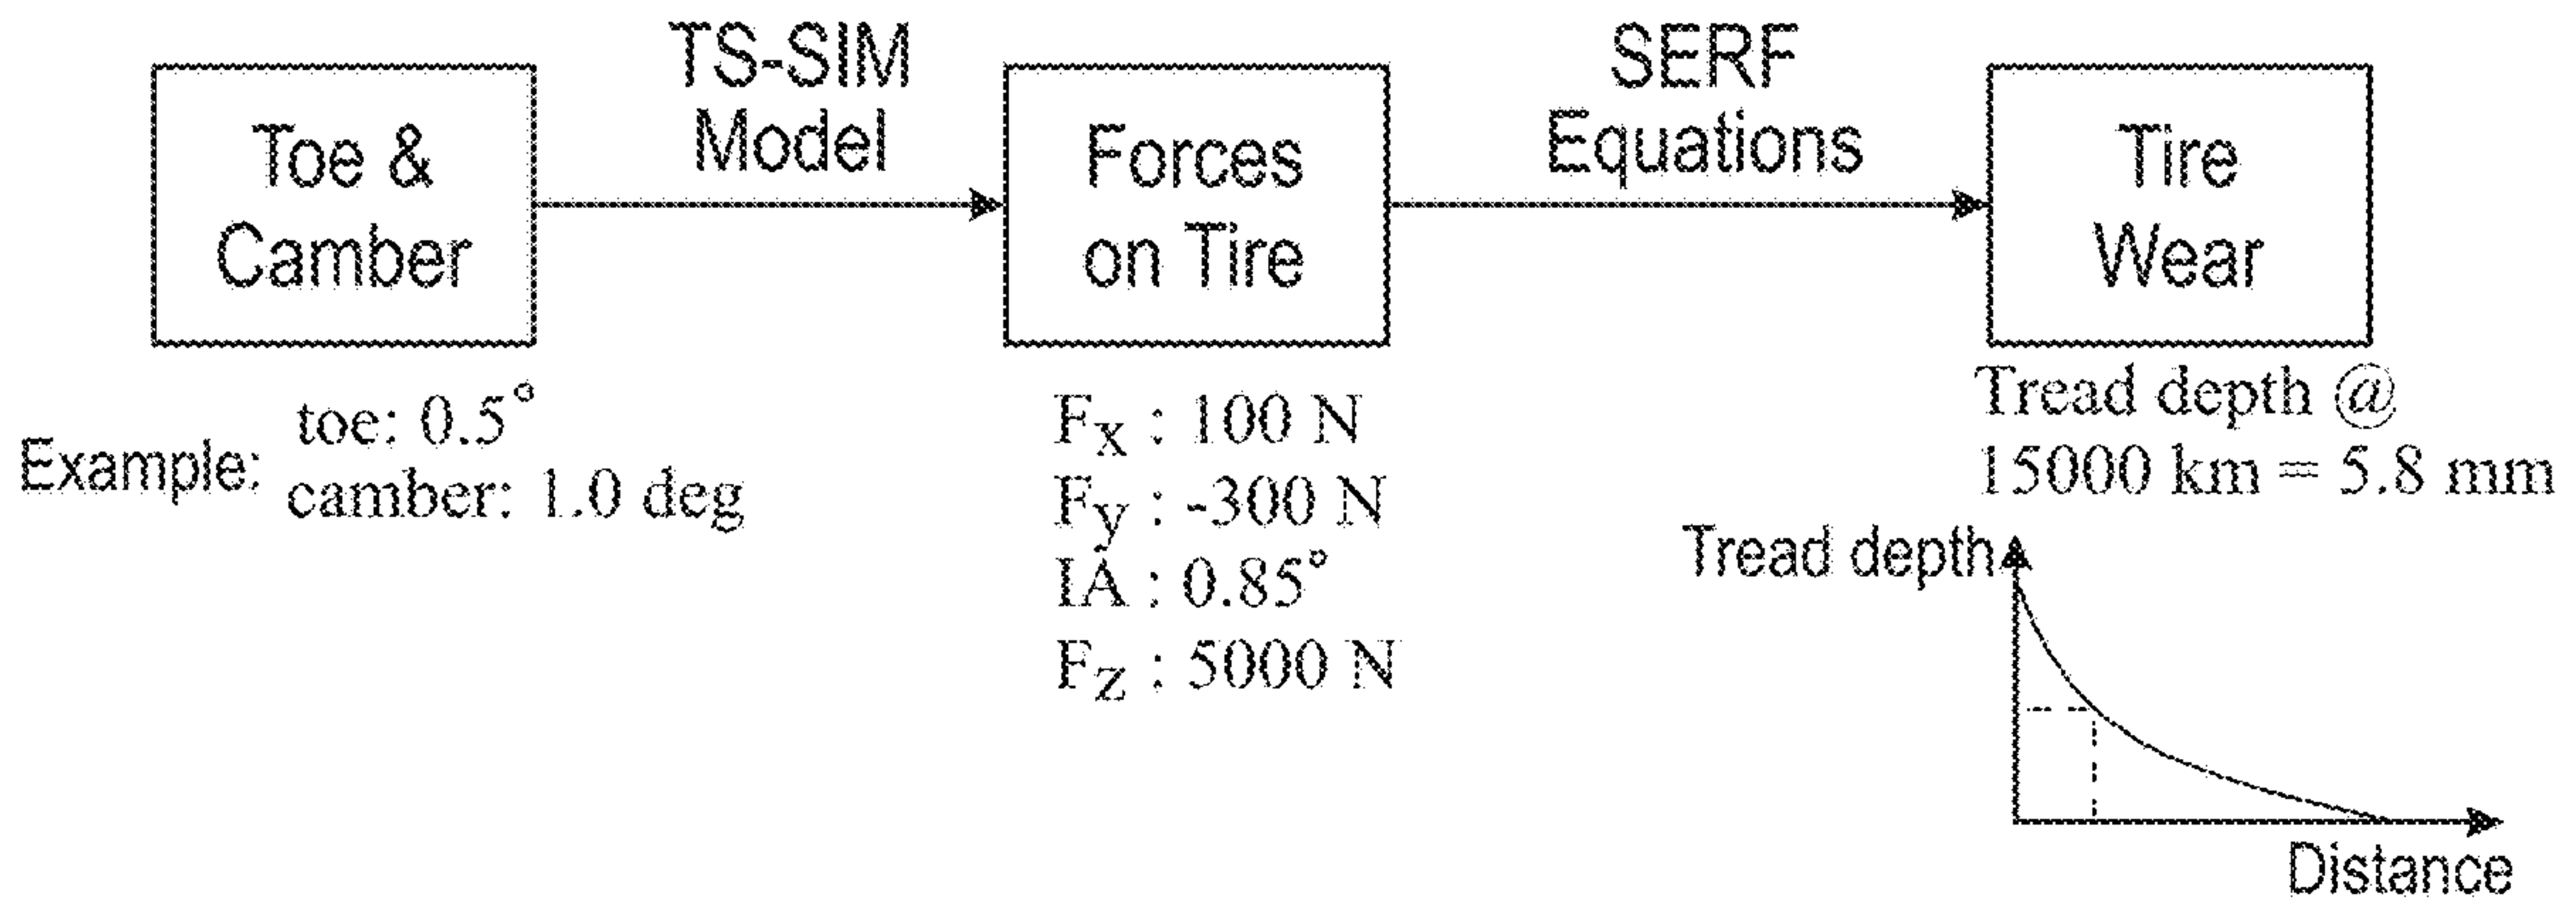 TS-SIM
Model
SERF
Equations
Toe &
Camber
Forces
on Tire
Tire
Wear
Example:
toe: 0.5°
camber: 1.0 deg
Fx : 100 N
Fy : -300 N
IA : 0.85°
Fz : 5000 N
Tread depth @
15000 km = 5.8 mm
Tread depth
Distance